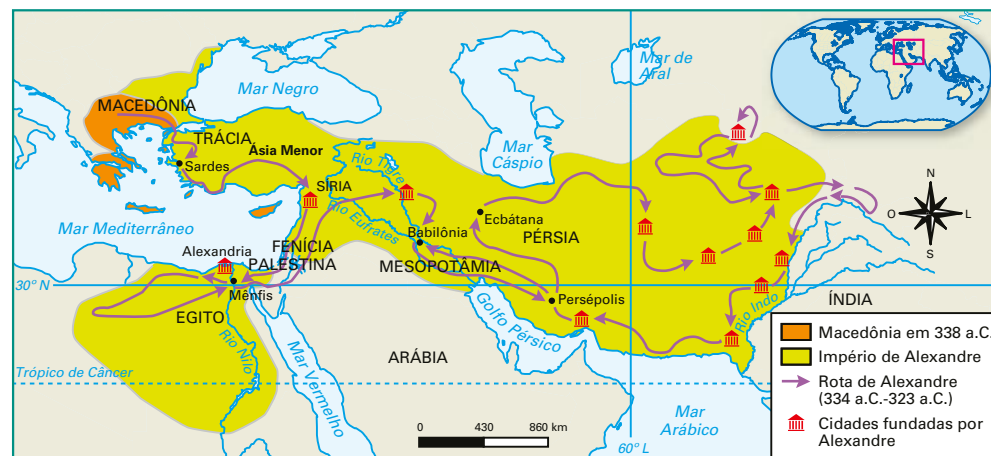 Mar Negro
Mar de
Aral
MACEDÔNIA
TRÁCIA
Ásia Menor
Sardes
Mar
Cáspio
Rio Tigre
SÍRIA
Rio Eufrates
Ecbátana
Mar Mediterrâneo
Babilônia
PÉRSIA
Alexandria
FENÍCIA
PALESTINA
MESOPOTÂMIA
30º N
Mênfis
Persépolis
EGITO
Golfo Pérsico
Rio Indo
ÍNDIA
Rio Nilo
Mar Vermelho
ARÁBIA
Trópico de Câncer
Mar
Arábico
0 430 860 km
60º L
N
O
L
S
Macedônia em 338 a.C.
Império de Alexandre
Rota de Alexandre
(334 a.C.-323 a.C.)
Cidades fundadas por
Alexandre